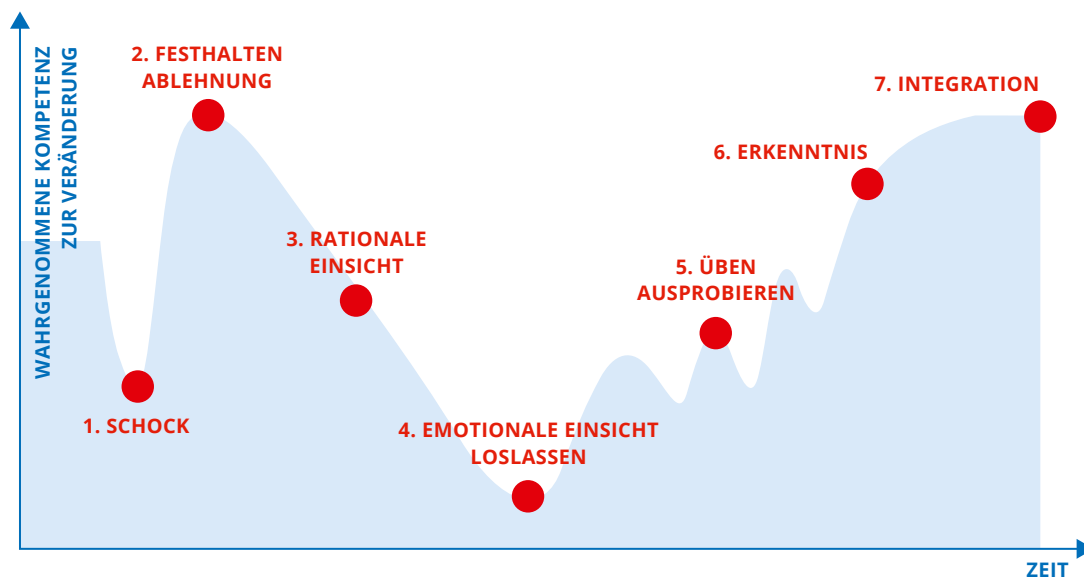 WAHRGENOMMENE KOMPETENZ
ZUR VERÄNDERUNG
2. FESTHALTEN
ABLEHNUNG
7. INTEGRATION
6. ERKENNTNIS
3. RATIONALE
EINSICHT
5. ÜBEN
AUSPROBIEREN
1. SCHOCK
4. EMOTIONALE EINSICHT
LOSLASSEN
ZEIT